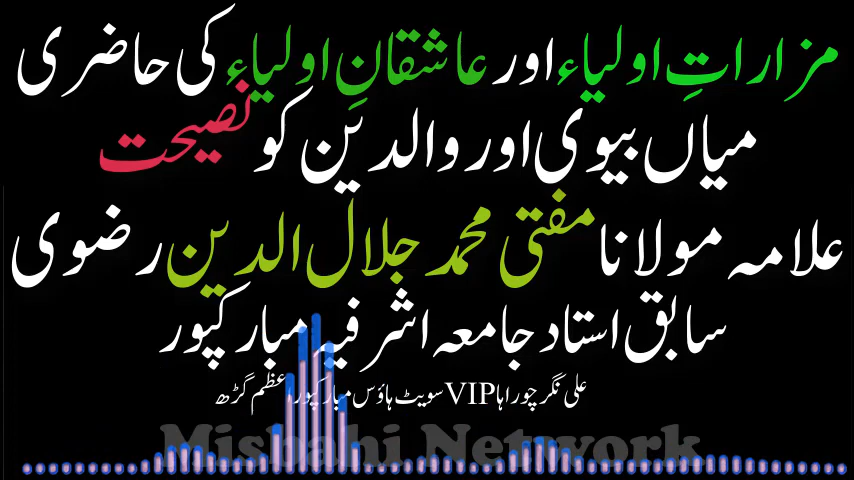 مزاراتِ اولیاء اور عاشقانِ اولیاء کی حاضری
میاں بیوی اور والدین کو نصیحت
علامہ مولانا مفتی محمد جلال الدین رضوی
سابق استاد جامعہ اشرفیہ مبارکپور
علی نگر چوراہا VIP سویٹ ہاؤس مبارکپور، اعظم گڑھ
Misbahi Network